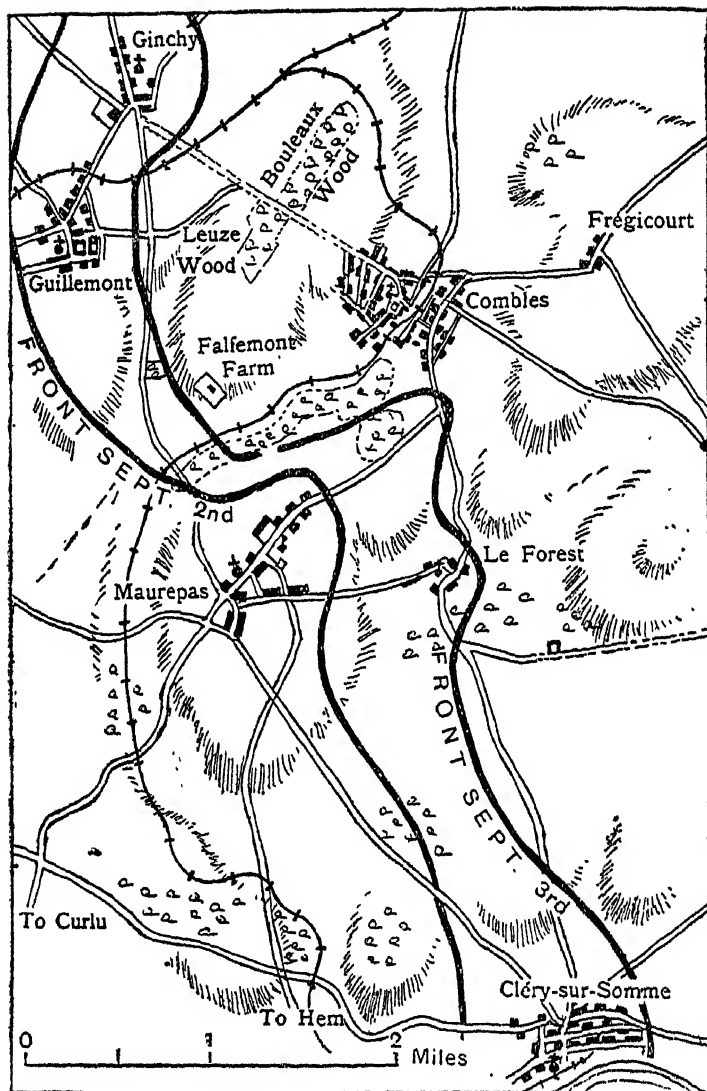 Ginchy
Bouleaux
Wood
Leuze
Wood
Guillemont
Frégicourt
Combles
Falfemont
Farm
FRONT SEPT. 2nd
Le Forest
Maurepas
FRONT SEPT. 3rd
To Curlu
Cléry-sur-Somme
To Hem
0 1 2
Miles